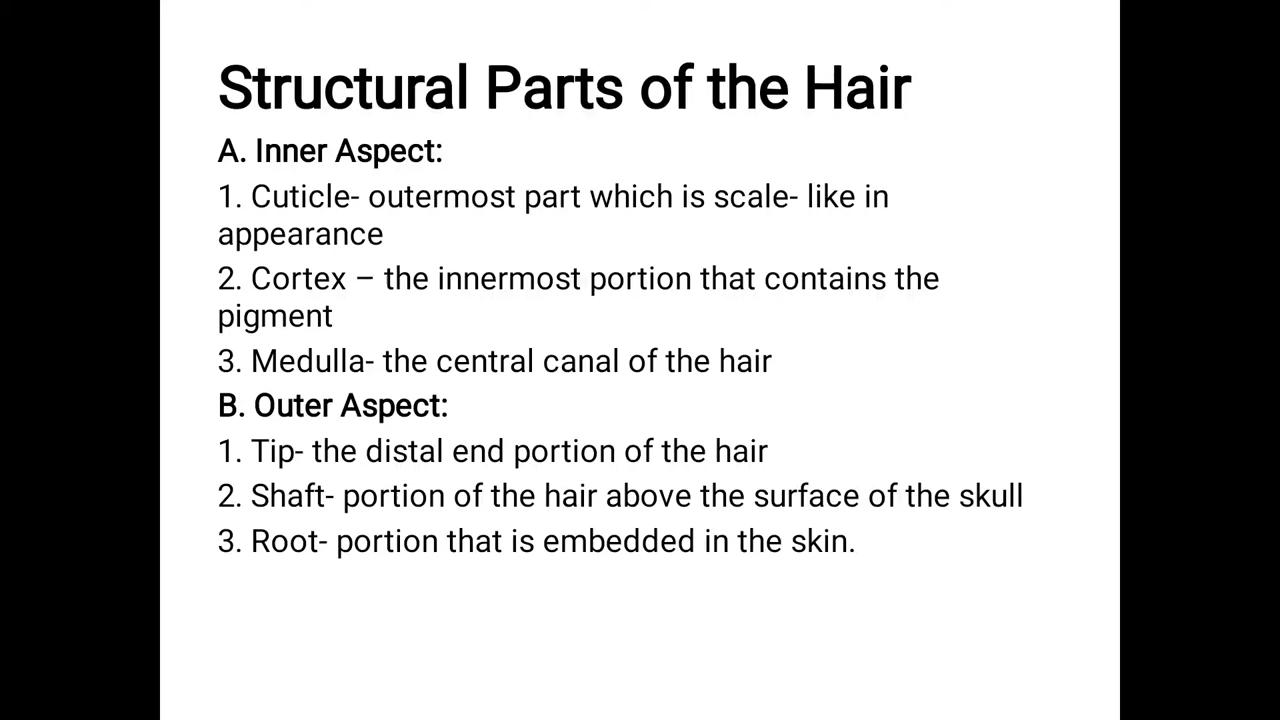 Structural Parts of the Hair
A. Inner Aspect:
1. Cuticle- outermost part which is scale- like in
appearance
2. Cortex – the innermost portion that contains the
pigment
3. Medulla- the central canal of the hair
B. Outer Aspect:
1. Tip- the distal end portion of the hair
2. Shaft- portion of the hair above the surface of the skull
3. Root- portion that is embedded in the skin.